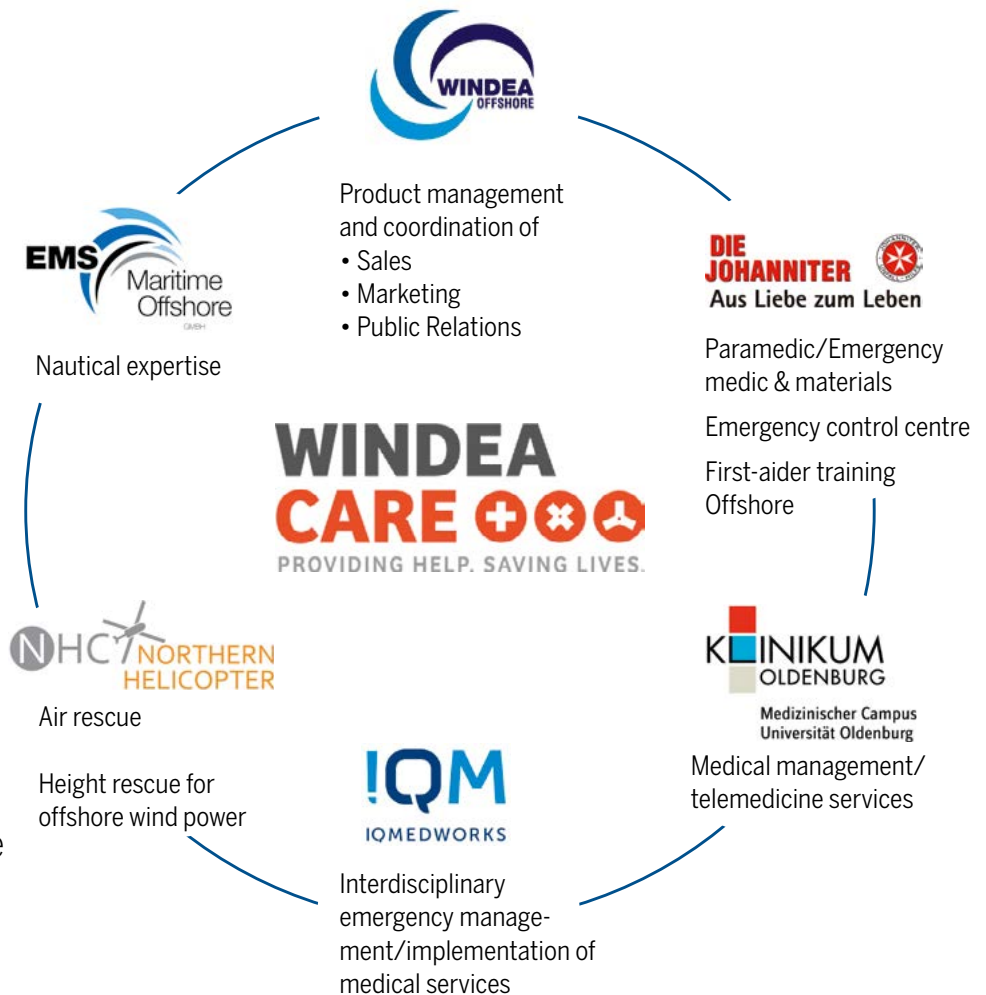 WINDEA
OFFSHORE
Product management
and coordination of
• Sales
• Marketing
• Public Relations
EMS
Maritime
Offshore
GMBH
Nautical expertise
DIE
JOHANNITER
Aus Liebe zum Leben
Paramedic/Emergency
medic & materials
Emergency control centre
First-aider training
Offshore
WINDEA
CARE
PROVIDING HELP. SAVING LIVES.
NHC NORTHERN
HELICOPTER
Air rescue
Height rescue for
offshore wind power
e
KLINIKUM
OLDENBURG
Medizinischer Campus
Universität Oldenburg
Medical management/
telemedicine services
!QM
IQMEDWORKS
Interdisciplinary
emergency manage-
ment/implementation of
medical services